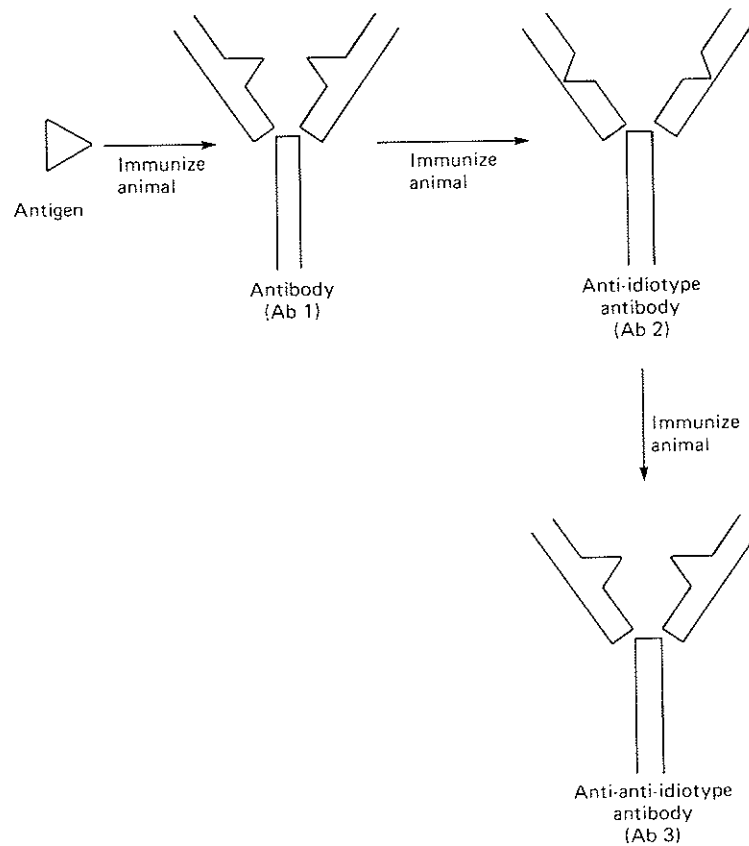 Antigen
Immunize
animal
Antibody
(Ab 1)
Immunize
animal
Anti-idiotype
antibody
(Ab 2)
Immunize
animal
Anti-anti-idiotype
antibody
(Ab 3)